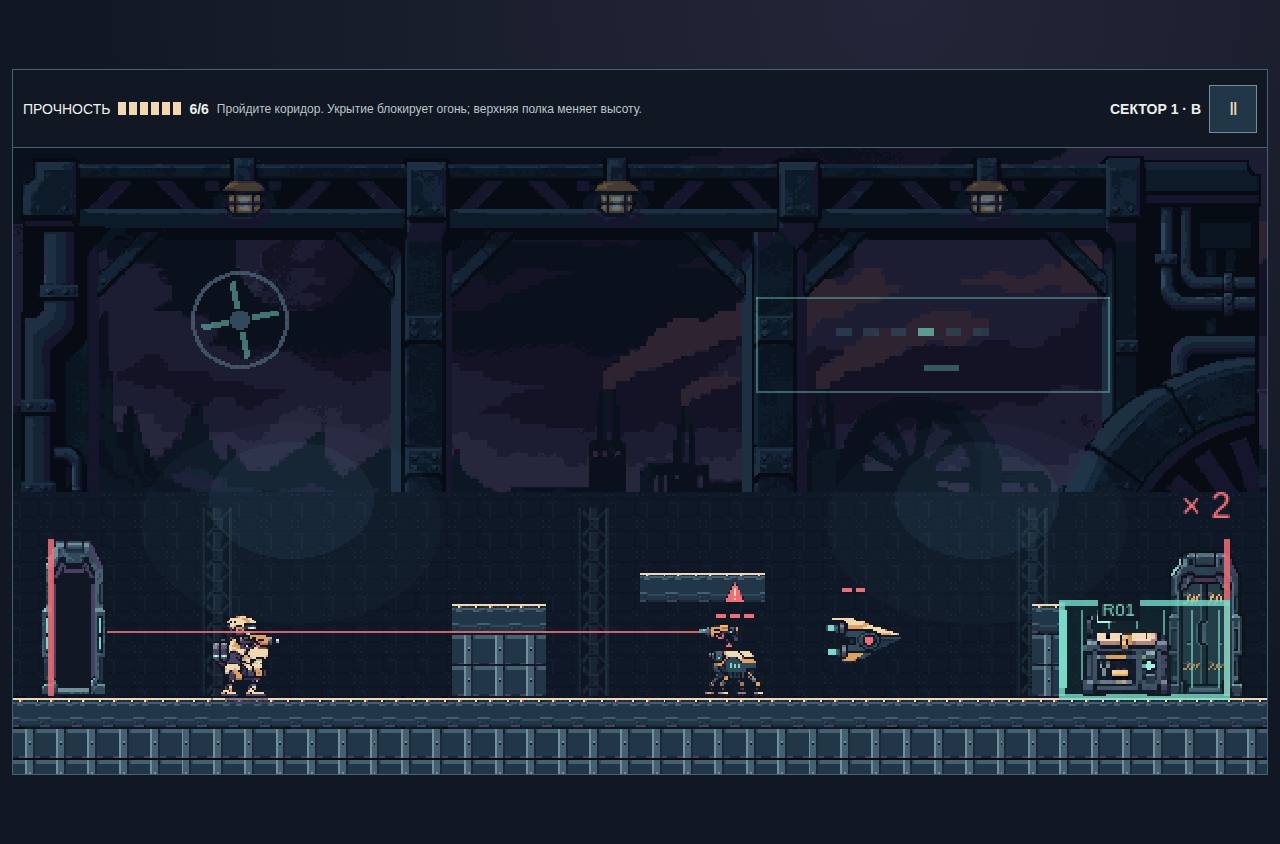 ПРОЧНОСТЬ 6/6 Пройдите коридор. Укрытие блокирует огонь; верхняя полка меняет высоту.
СЕКТОР 1 · В
× 2
R01